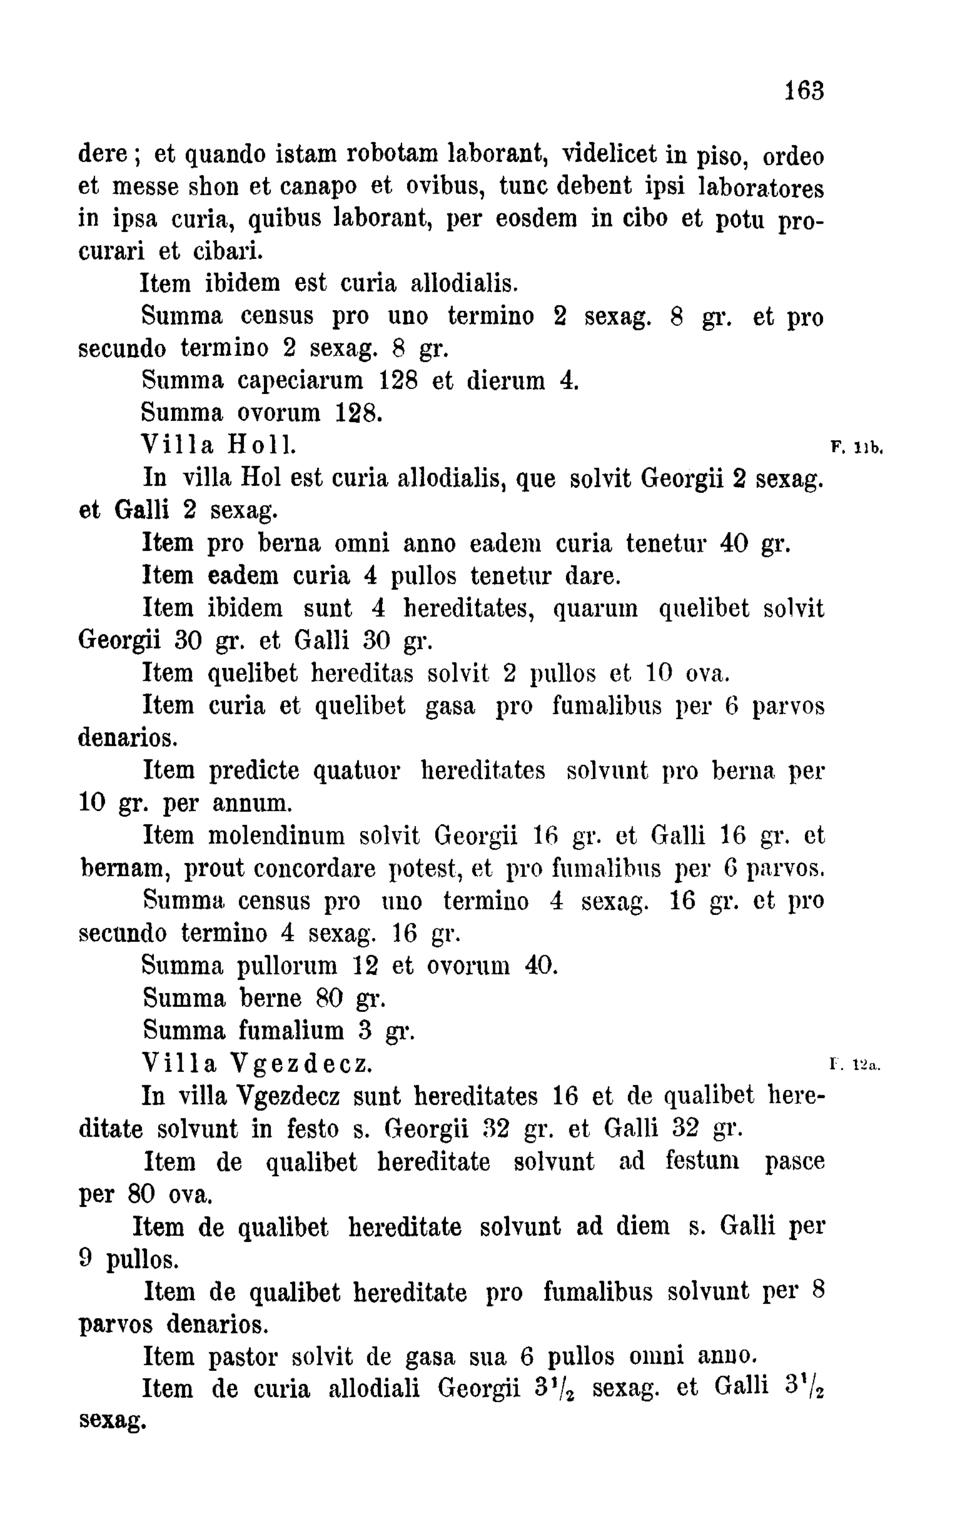 163
dere; et quando istam robotam laborant, videlicet in piso, ordeo
et messe shon et canapo et ovibus, tunc debent ipsi laboratores
in ipsa curia, quibus laborant, per eosdem in cibo et potu pro-
curari et cibari.
Item ibidem est curia allodialis.
Summa census pro uno termino 2 sexag. 8 gr. et pro
secundo termino 2 sexag. 8 gr.
Summa capeciarum 128 et dierum 4.
Summa ovorum 128.
Villa Holl. F. 11b.
In villa Hol est curia allodialis, que solvit Georgii 2 sexag.
et Galli 2 sexag.
Item pro berna omni anno eadem curia tenetur 40 gr.
Item eadem curia 4 pullos tenetur dare.
Item ibidem sunt 4 hereditates, quarum quelibet solvit
Georgii 30 gr. et Galli 30 gr.
Item quelibet hereditas solvit 2 pullos et 10 ova.
Item curia et quelibet gasa pro fumalibus per 6 parvos
denarios.
Item predicte quatuor hereditates solvunt pro berna per
10 gr. per annum.
Item molendinum solvit Georgii 16 gr. et Galli 16 gr. et
bernam, prout concordare potest, et pro fumalibus per 6 parvos.
Summa census pro uno termino 4 sexag. 16 gr. et pro
secundo termino 4 sexag. 16 gr.
Summa pullorum 12 et ovorum 40.
Summa berne 80 gr.
Summa fumalium 3 gr.
Villa Vgezdecz. F. 12a.
In villa Vgezdecz sunt hereditates 16 et de qualibet here-
ditate solvunt in festo s. Georgii 32 gr. et Galli 32 gr.
Item de qualibet hereditate solvunt ad festum pasce
per 80 ova.
Item de qualibet hereditate solvunt ad diem s. Galli per
9 pullos.
Item de qualibet hereditate pro fumalibus solvunt per 8
parvos denarios.
Item pastor solvit de gasa sua 6 pullos omni anno.
Item de curia allodiali Georgii 3¹/₂ sexag. et Galli 3¹/₂
sexag.